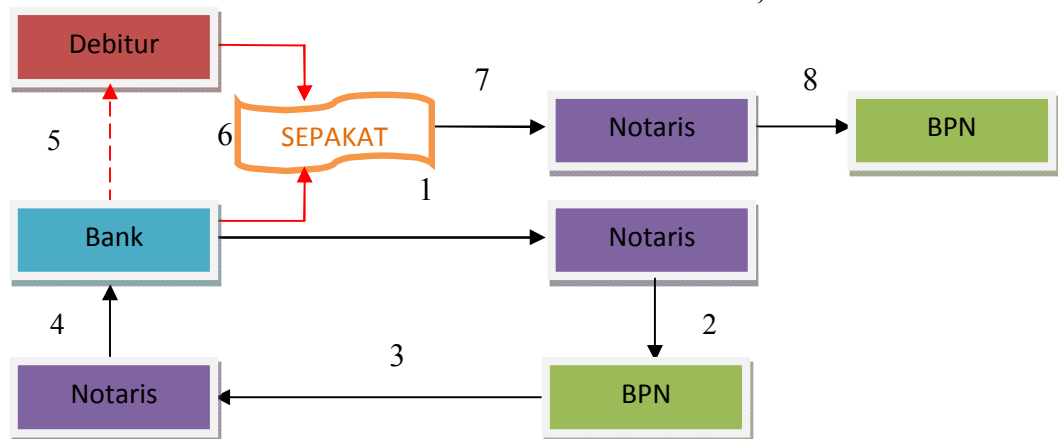 ,
Debitur
7
8
5
6
SEPAKAT
Notaris
BPN
1
Bank
Notaris
4
2
3
Notaris
BPN